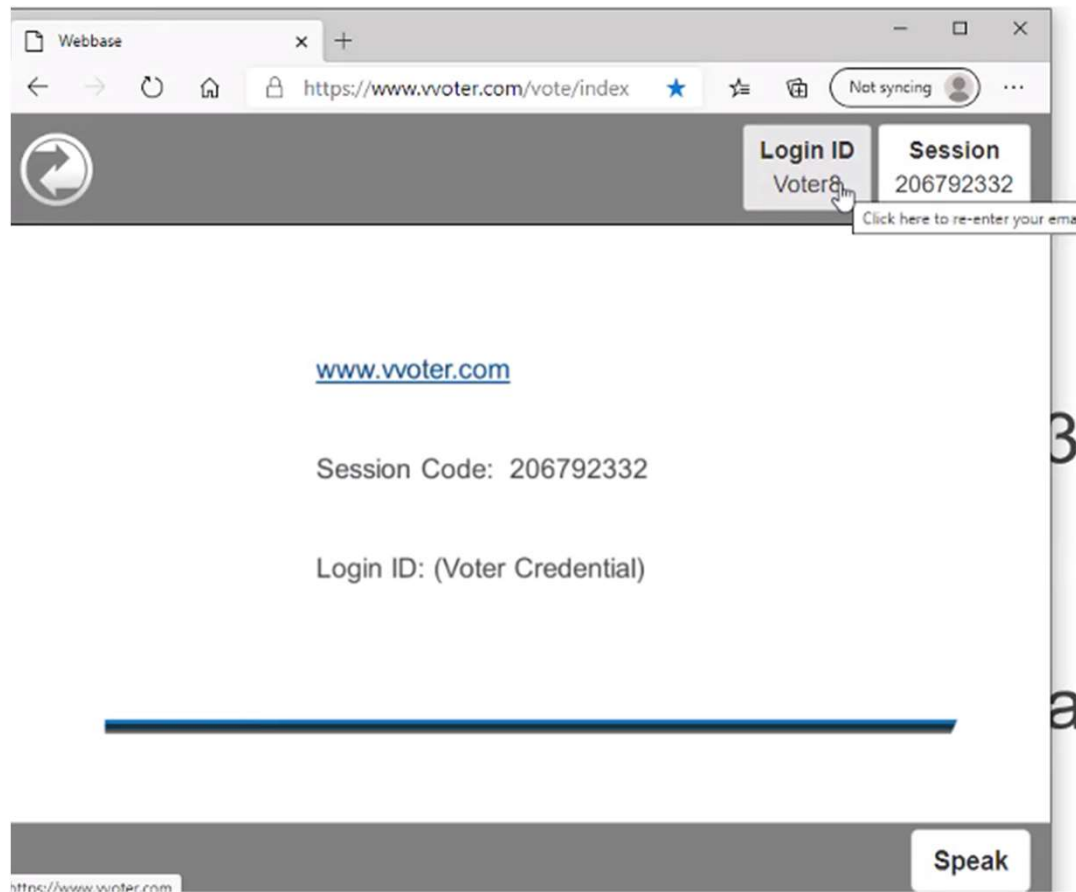 Webbase
https://www.vvoter.com/vote/index
Not syncing
Login ID
Voter8
Session
206792332
Click here to re-enter your ema
www.vvoter.com
Session Code: 206792332
3
Login ID: (Voter Credential)
a
Speak
https://www.vvoter.com